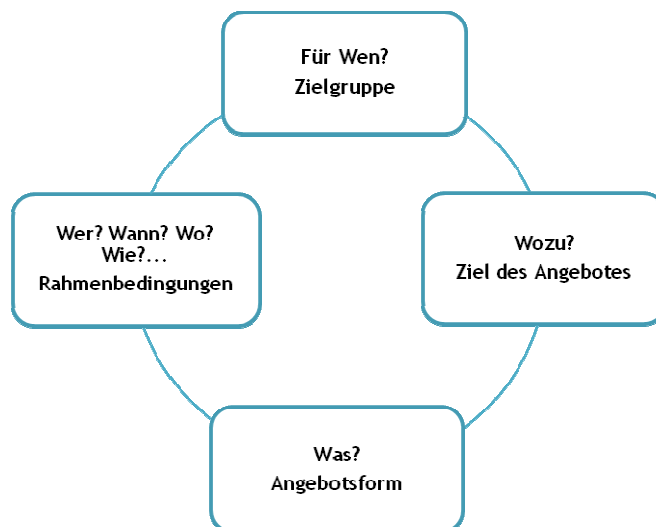 Für Wen?
Zielgruppe
Wer? Wann? Wo?
Wie?...
Rahmenbedingungen
Wozu?
Ziel des Angebotes
Was?
Angebotsform